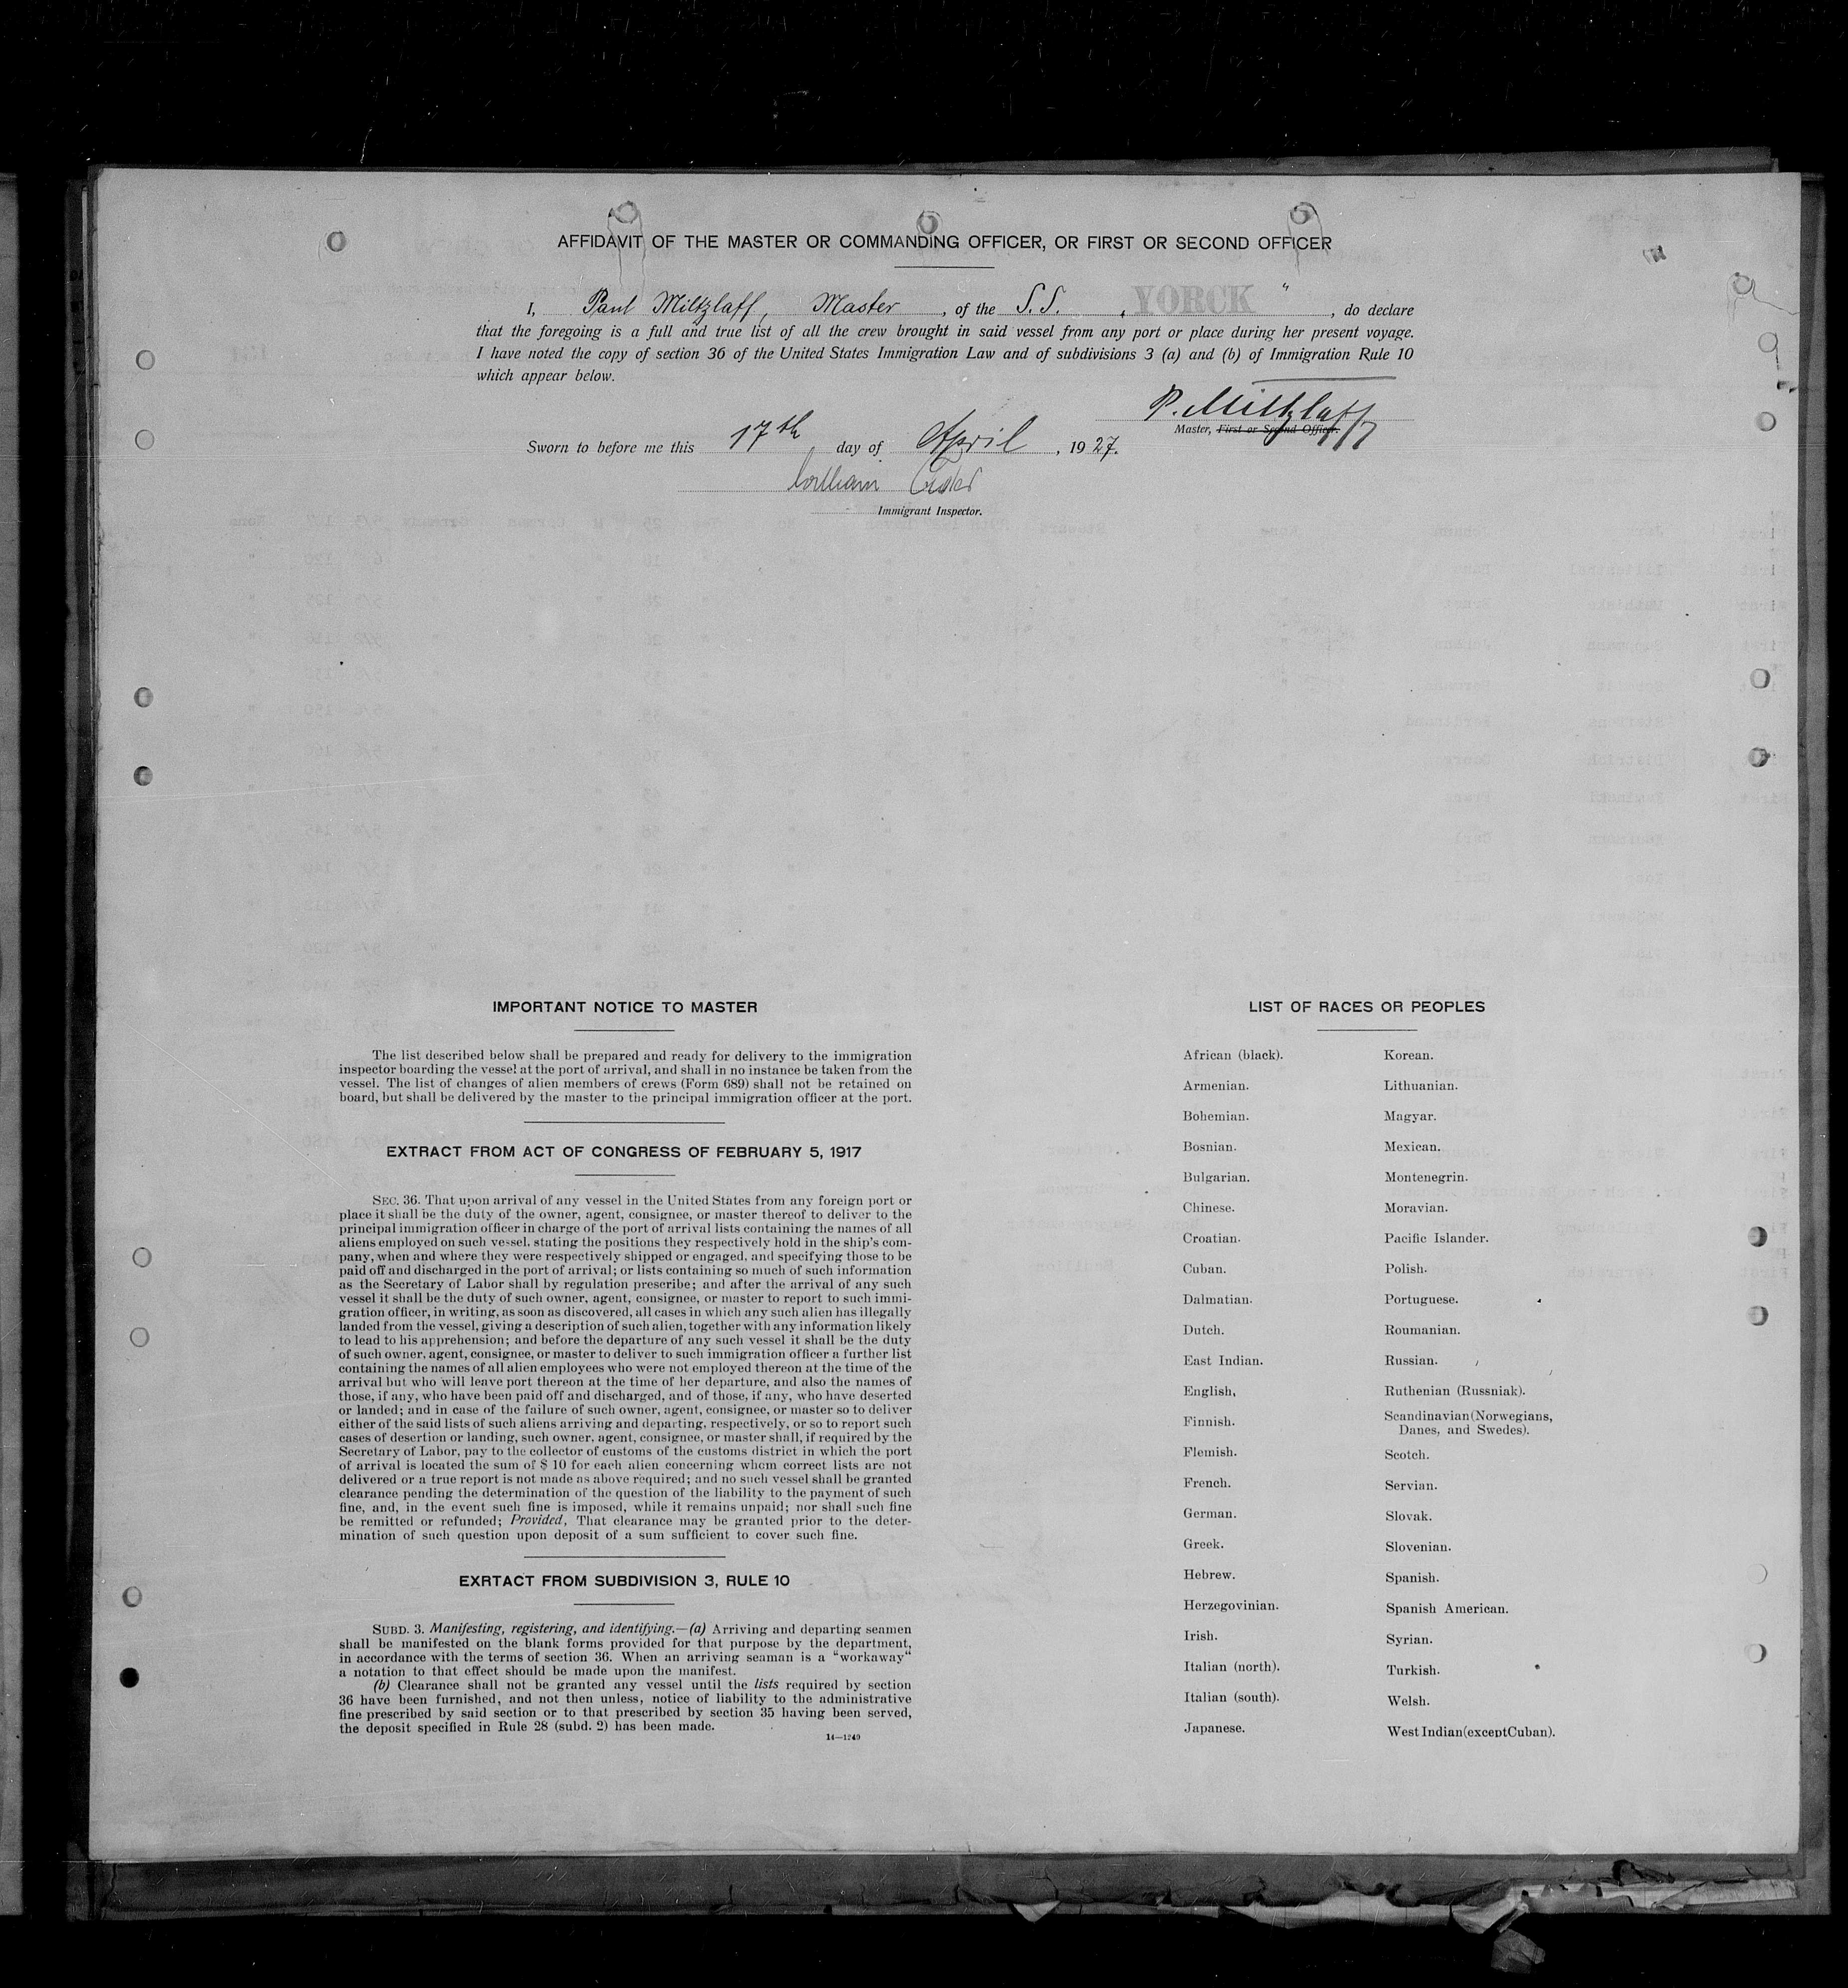 AFFIDAVIT OF THE MASTER OR COMMANDING OFFICER, OR FIRST OR SECOND OFFICER
I, Paul Miltzlaff, Master, of the S.S. „YORCK", do declare
that the foregoing is a full and true list of all the crew brought in said vessel from any port or place during her present voyage.
I have noted the copy of section 36 of the United States Immigration Law and of subdivisions 3 (a) and (b) of Immigration Rule 10
which appear below.
P. Miltzlaff
Master, First or Second Officer.
Sworn to before me this 17th day of April, 1927.
William
Immigrant Inspector.
IMPORTANT NOTICE TO MASTER
The list described below shall be prepared and ready for delivery to the immigration
inspector boarding the vessel at the port of arrival, and shall in no instance be taken from the
vessel. The list of changes of alien members of crews (Form 689) shall not be retained on
board, but shall be delivered by the master to the principal immigration officer at the port.
EXTRACT FROM ACT OF CONGRESS OF FEBRUARY 5, 1917
SEC. 36. That upon arrival of any vessel in the United States from any foreign port or
place it shall be the duty of the owner, agent, consignee, or master thereof to deliver to the
principal immigration officer in charge of the port of arrival lists containing the names of all
aliens employed on such vessel, stating the positions they respectively hold in the ship's com-
pany, when and where they were respectively shipped or engaged, and specifying those to be
paid off and discharged in the port of arrival; or lists containing so much of such information
as the Secretary of Labor shall by regulation prescribe; and after the arrival of any such
vessel it shall be the duty of such owner, agent, consignee, or master to report to such immi-
gration officer, in writing, as soon as discovered, all cases in which any such alien has illegally
landed from the vessel, giving a description of such alien, together with any information likely
to lead to his apprehension; and before the departure of any such vessel it shall be the duty
of such owner, agent, consignee, or master to deliver to such immigration officer a further list
containing the names of all alien employees who were not employed thereon at the time of the
arrival but who will leave port thereon at the time of her departure, and also the names of
those, if any, who have been paid off and discharged, and of those, if any, who have deserted
or landed; and in case of the failure of such owner, agent, consignee, or master so to deliver
either of the said lists of such aliens arriving and departing, respectively, or so to report such
cases of desertion or landing, such owner, agent, consignee, or master shall, if required by the
Secretary of Labor, pay to the collector of customs of the customs district in which the port
of arrival is located the sum of $ 10 for each alien concerning whom correct lists are not
delivered or a true report is not made as above required; and no such vessel shall be granted
clearance pending the determination of the question of the liability to the payment of such
fine, and, in the event such fine is imposed, while it remains unpaid; nor shall such fine
be remitted or refunded; Provided, That clearance may be granted prior to the deter-
mination of such question upon deposit of a sum sufficient to cover such fine.
EXRTACT FROM SUBDIVISION 3, RULE 10
SUBD. 3. Manifesting, registering, and identifying.—(a) Arriving and departing seamen
shall be manifested on the blank forms provided for that purpose by the department,
in accordance with the terms of section 36. When an arriving seaman is a “workaway“
a notation to that effect should be made upon the manifest.
(b) Clearance shall not be granted any vessel until the lists required by section
36 have been furnished, and not then unless, notice of liability to the administrative
fine prescribed by said section or to that prescribed by section 35 having been served,
the deposit specified in Rule 28 (subd. 2) has been made.
14—1249
LIST OF RACES OR PEOPLES
African (black).
Armenian.
Bohemian.
Bosnian.
Bulgarian.
Chinese.
Croatian.
Cuban.
Dalmatian.
Dutch.
East Indian.
English,
Finnish.
Flemish.
French.
German.
Greek.
Hebrew.
Herzegovinian.
Irish.
Italian (north).
Italian (south).
Japanese.
Korean.
Lithuanian.
Magyar.
Mexican.
Montenegrin.
Moravian.
Pacific Islander.
Polish.
Portuguese.
Roumanian.
Russian.
Ruthenian (Russniak).
Scandinavian(Norwegians,
Danes, and Swedes).
Scotch.
Servian.
Slovak.
Slovenian.
Spanish.
Spanish American.
Syrian.
Turkish.
Welsh.
West Indian(exceptCuban).